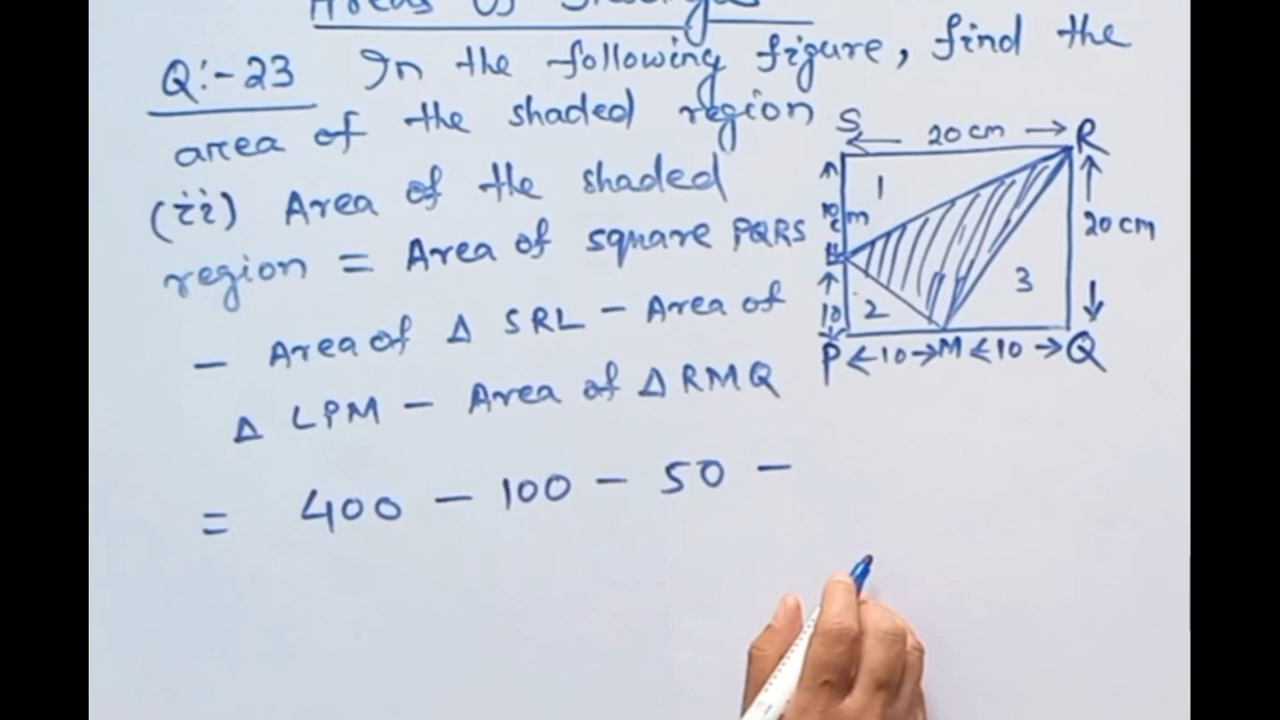 Areas of
Q:- 23 In the following figure, find the
area of the shaded region
(ii) Area of the shaded
region = Area of square PQRS
- Area of Δ SRL - Area of
Δ LPM - Area of Δ RMQ
= 400 - 100 - 50 -
S 20 cm R
1
10 cm
20 cm
L
3
10 2
P 10 M 10 Q